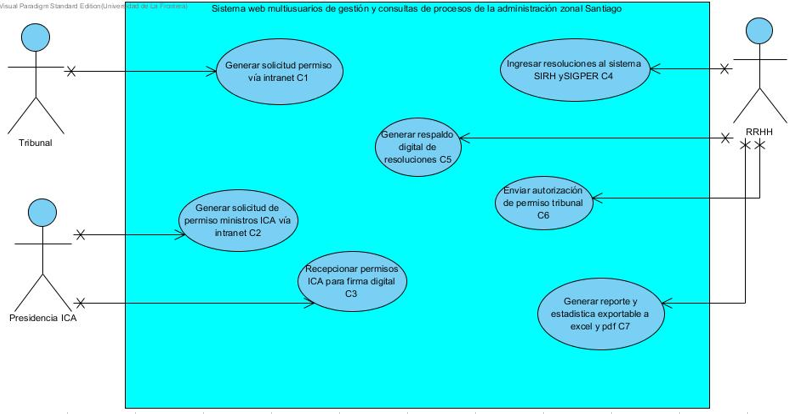 Visual Paradigm Standard Edition(Universidad de La Frontera)
Sistema web multiusuarios de gestión y consultas de procesos de la administración zonal Santiago
Generar solicitud permiso
vía intranet C1
Ingresar resoluciones al sistema
SIRH ySIGPER C4
Tribunal
RRHH
Generar respaldo
digital de
resoluciones C5
Enviar autorización
de permiso tribunal
C6
Generar solicitud de
permiso ministros ICA vía
intranet C2
Recepcionar permisos
ICA para firma digital
C3
Presidencia ICA
Generar reporte y
estadistica exportable a
excel y pdf C7